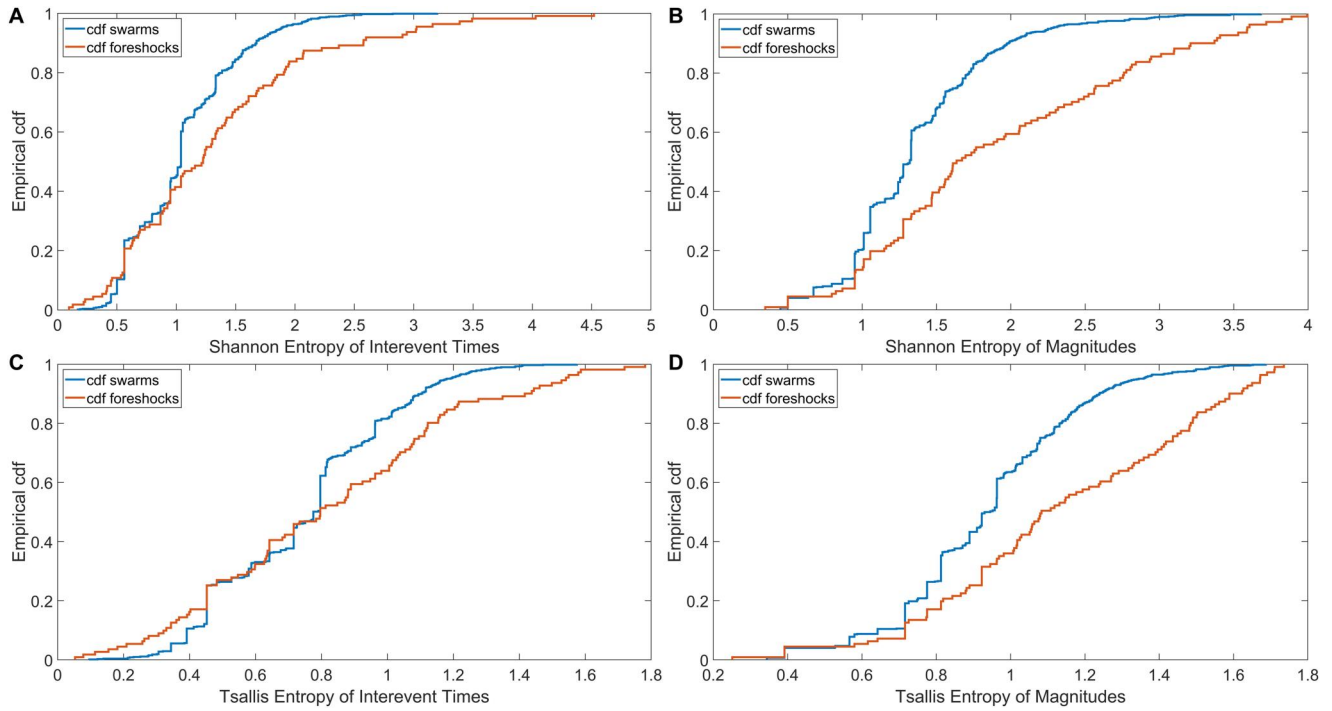 A
cdf swarms
cdf foreshocks
Empirical cdf
1
0.8
0.6
0.4
0.2
0
0 0.5 1 1.5 2 2.5 3 3.5 4 4.5 5
Shannon Entropy of Interevent Times
B
cdf swarms
cdf foreshocks
Empirical cdf
1
0.8
0.6
0.4
0.2
0
0 0.5 1 1.5 2 2.5 3 3.5 4
Shannon Entropy of Magnitudes
C
cdf swarms
cdf foreshocks
Empirical cdf
1
0.8
0.6
0.4
0.2
0
0 0.2 0.4 0.6 0.8 1 1.2 1.4 1.6 1.8
Tsallis Entropy of Interevent Times
D
cdf swarms
cdf foreshocks
Empirical cdf
1
0.8
0.6
0.4
0.2
0
0.2 0.4 0.6 0.8 1 1.2 1.4 1.6 1.8
Tsallis Entropy of Magnitudes